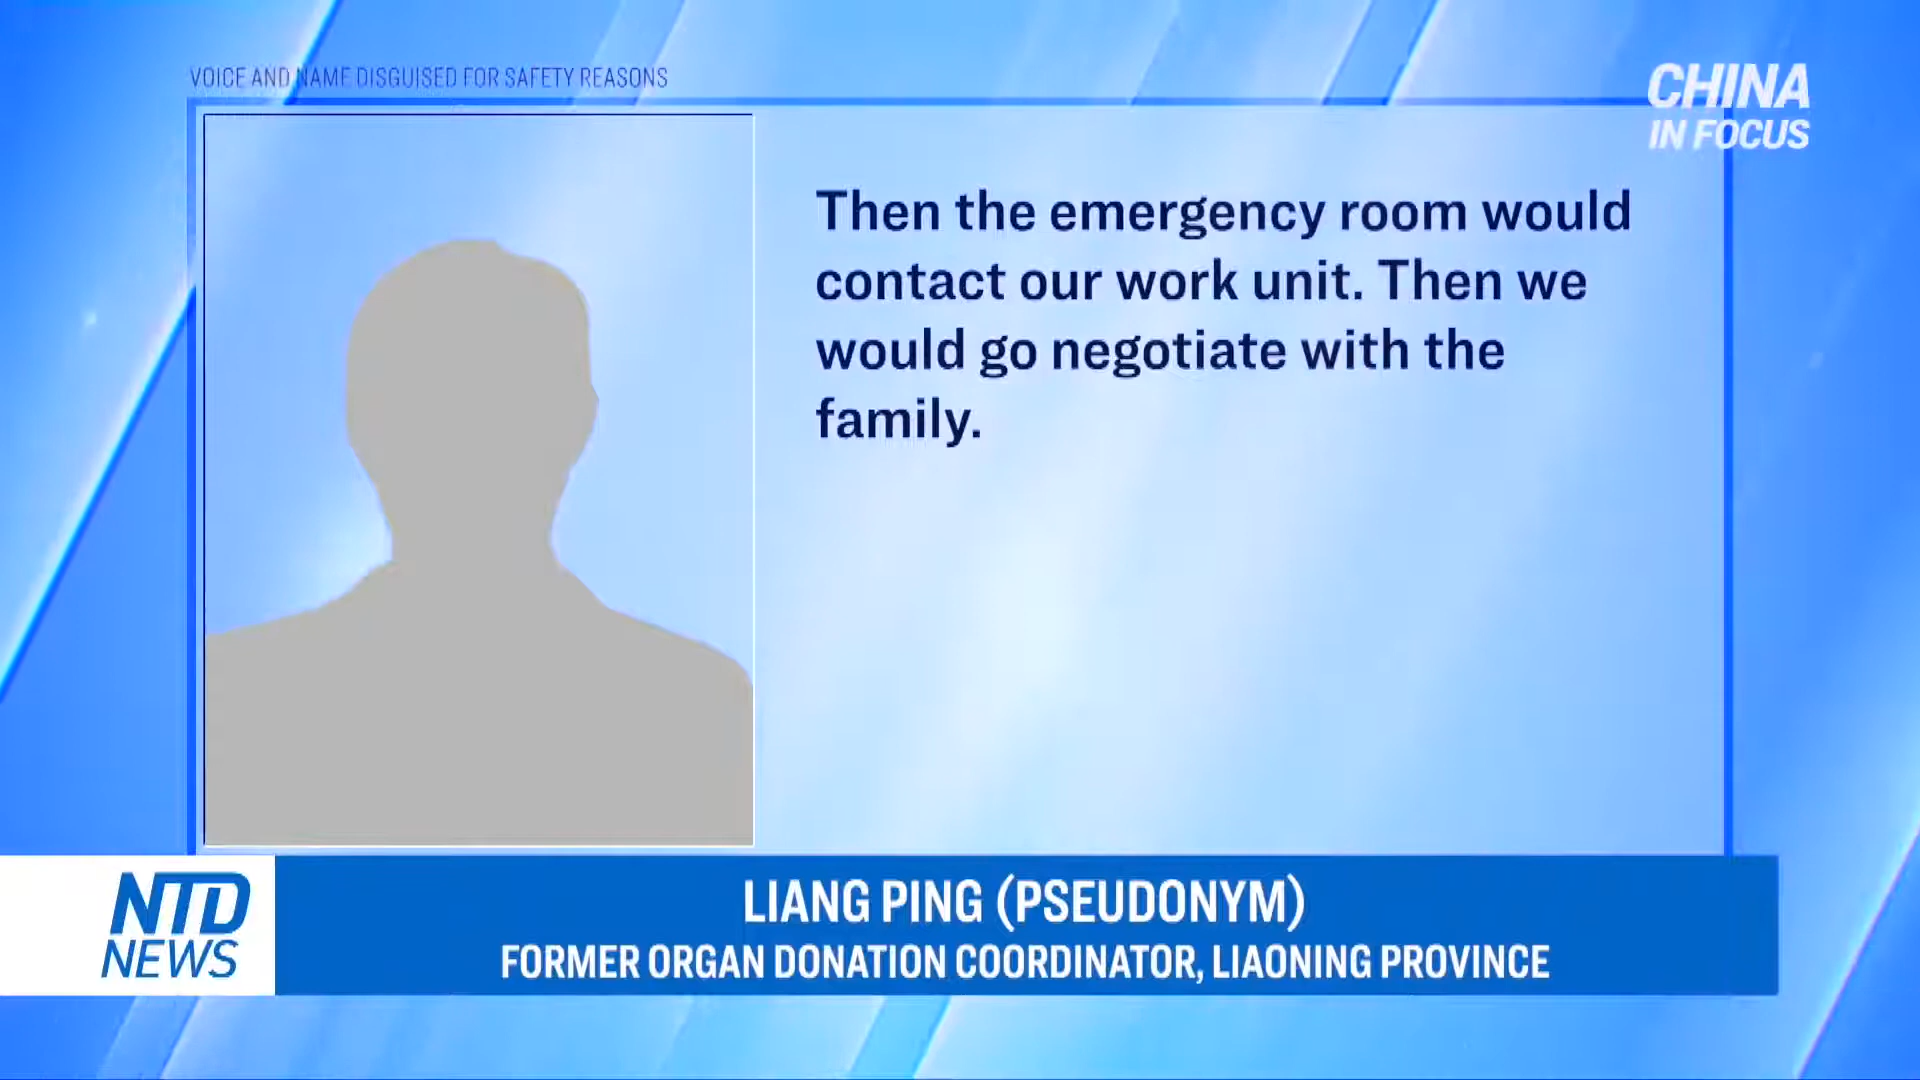 VOICE AND NAME DISGUISED FOR SAFETY REASONS
CHINA
IN FOCUS
Then the emergency room would
contact our work unit. Then we
would go negotiate with the
family.
NTD
NEWS
LIANG PING (PSEUDONYM)
FORMER ORGAN DONATION COORDINATOR, LIAONING PROVINCE